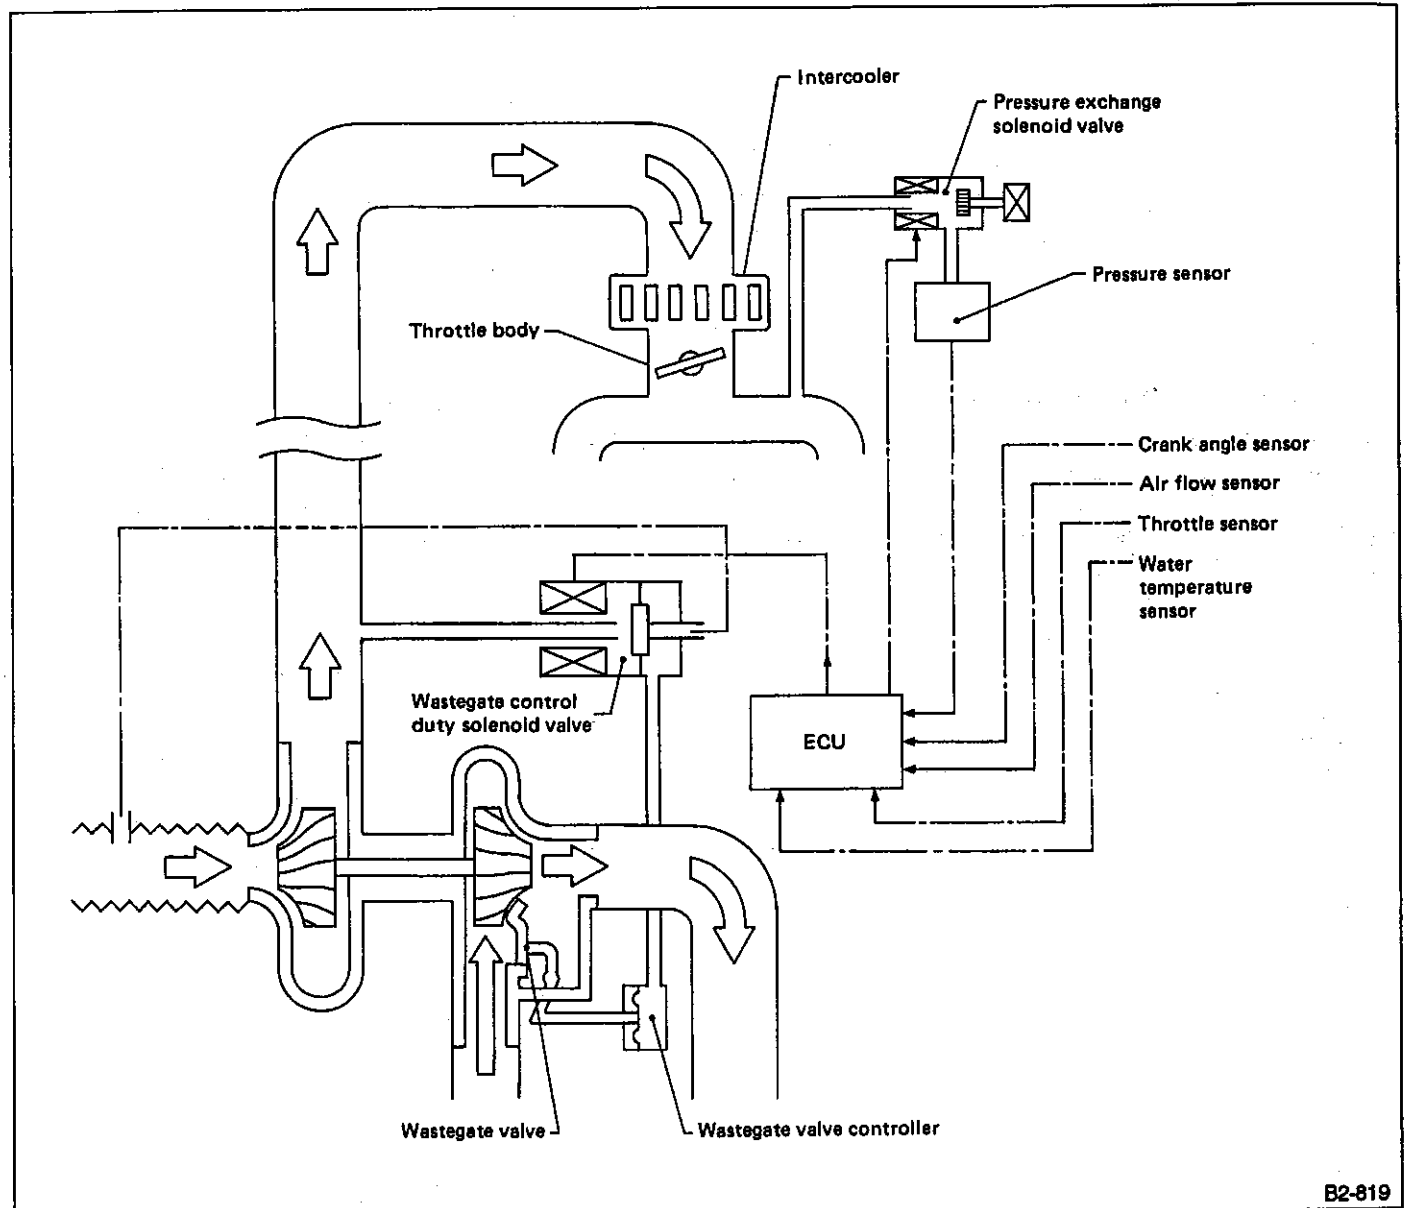 Intercooler
Pressure exchange
solenoid valve
Pressure sensor
Throttle body
Crank angle sensor
Air flow sensor
Throttle sensor
Water
temperature
sensor
Wastegate control
duty solenoid valve
ECU
Wastegate valve
Wastegate valve controller
B2-819